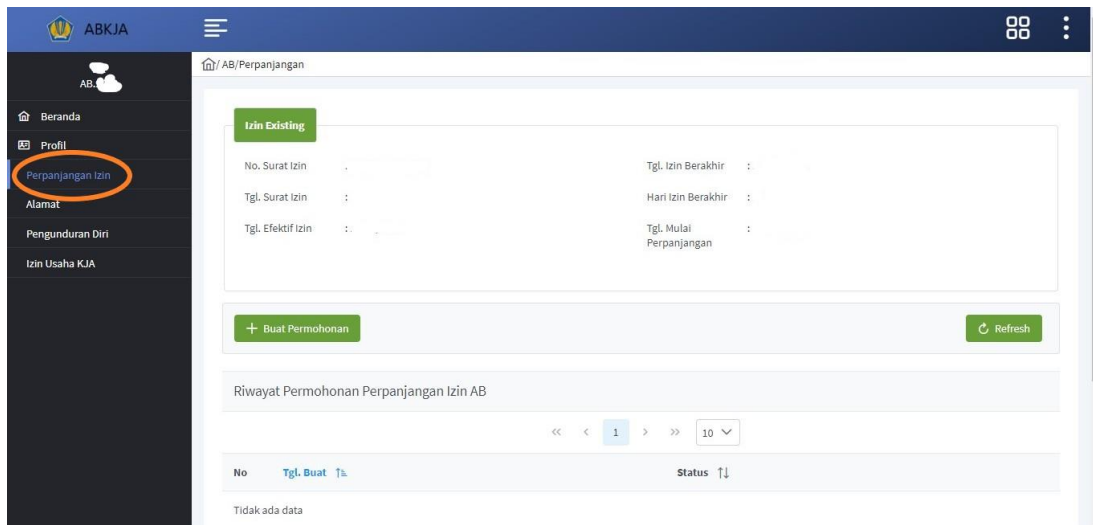 ABKJA
/ AB/Perpanjangan
AB.
Beranda
Profil
Perpanjangan Izin
Alamat
Pengunduran Diri
Izin Usaha KJA
Izin Existing
No. Surat Izin
Tgl. Surat Izin :
Tgl. Efektif Izin :
Tgl. Izin Berakhir :
Hari Izin Berakhir :
Tgl. Mulai :
Perpanjangan
+ Buat Permohonan
Refresh
Riwayat Permohonan Perpanjangan Izin AB
<< < 1 > >> 10
No Tgl. Buat Status
Tidak ada data